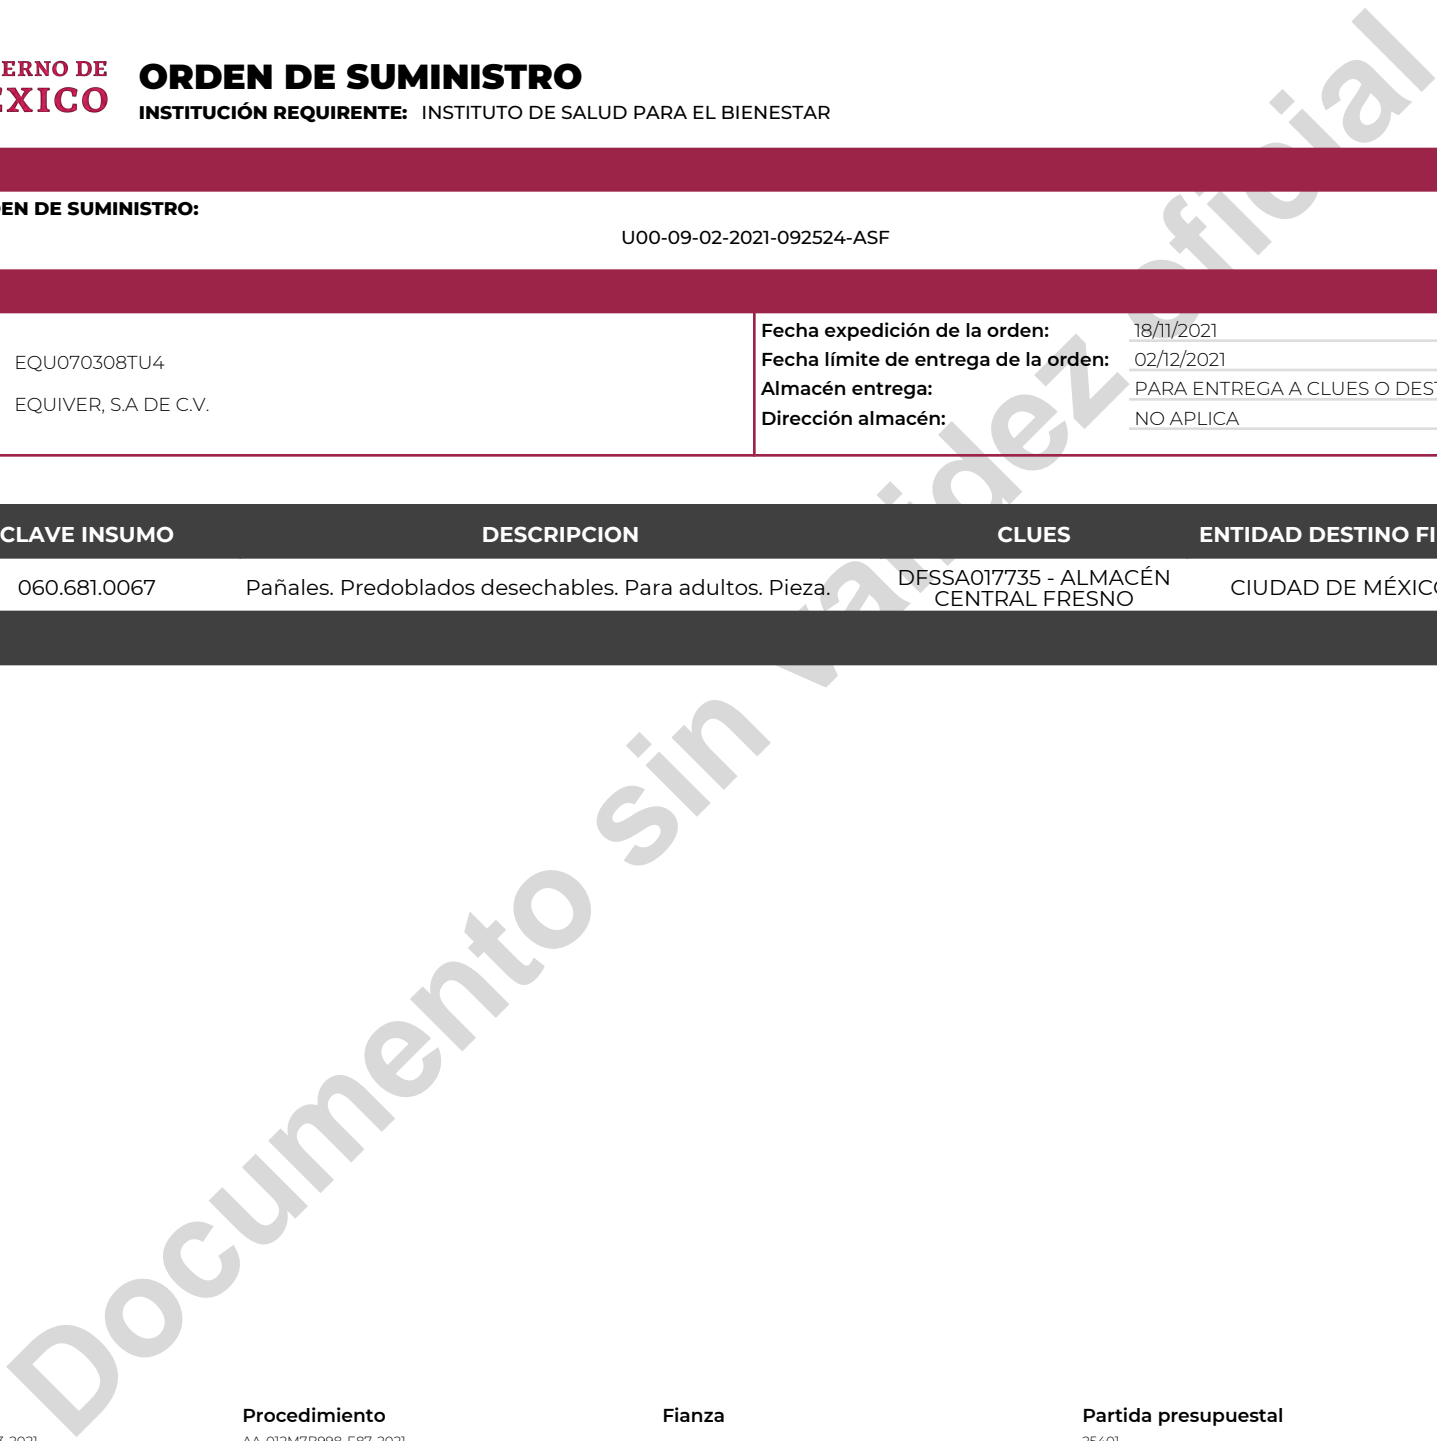 ERNO DE
ÉXICO
ORDEN DE SUMINISTRO
INSTITUCIÓN REQUIRENTE: INSTITUTO DE SALUD PARA EL BIENESTAR
EN DE SUMINISTRO:
U00-09-02-2021-092524-ASF
EQU070308TU4
EQUIVER, S.A DE C.V.
Fecha expedición de la orden: 18/11/2021
Fecha límite de entrega de la orden: 02/12/2021
Almacén entrega: PARA ENTREGA A CLUES O DEST
Dirección almacén: NO APLICA
CLAVE INSUMO DESCRIPCION CLUES ENTIDAD DESTINO FI
060.681.0067 Pañales. Predoblados desechables. Para adultos. Pieza. DFSSA017735 - ALMACÉN CENTRAL FRESNO CIUDAD DE MÉXICO
Documento sin validez oficial
Procedimiento Fianza Partida presupuestal